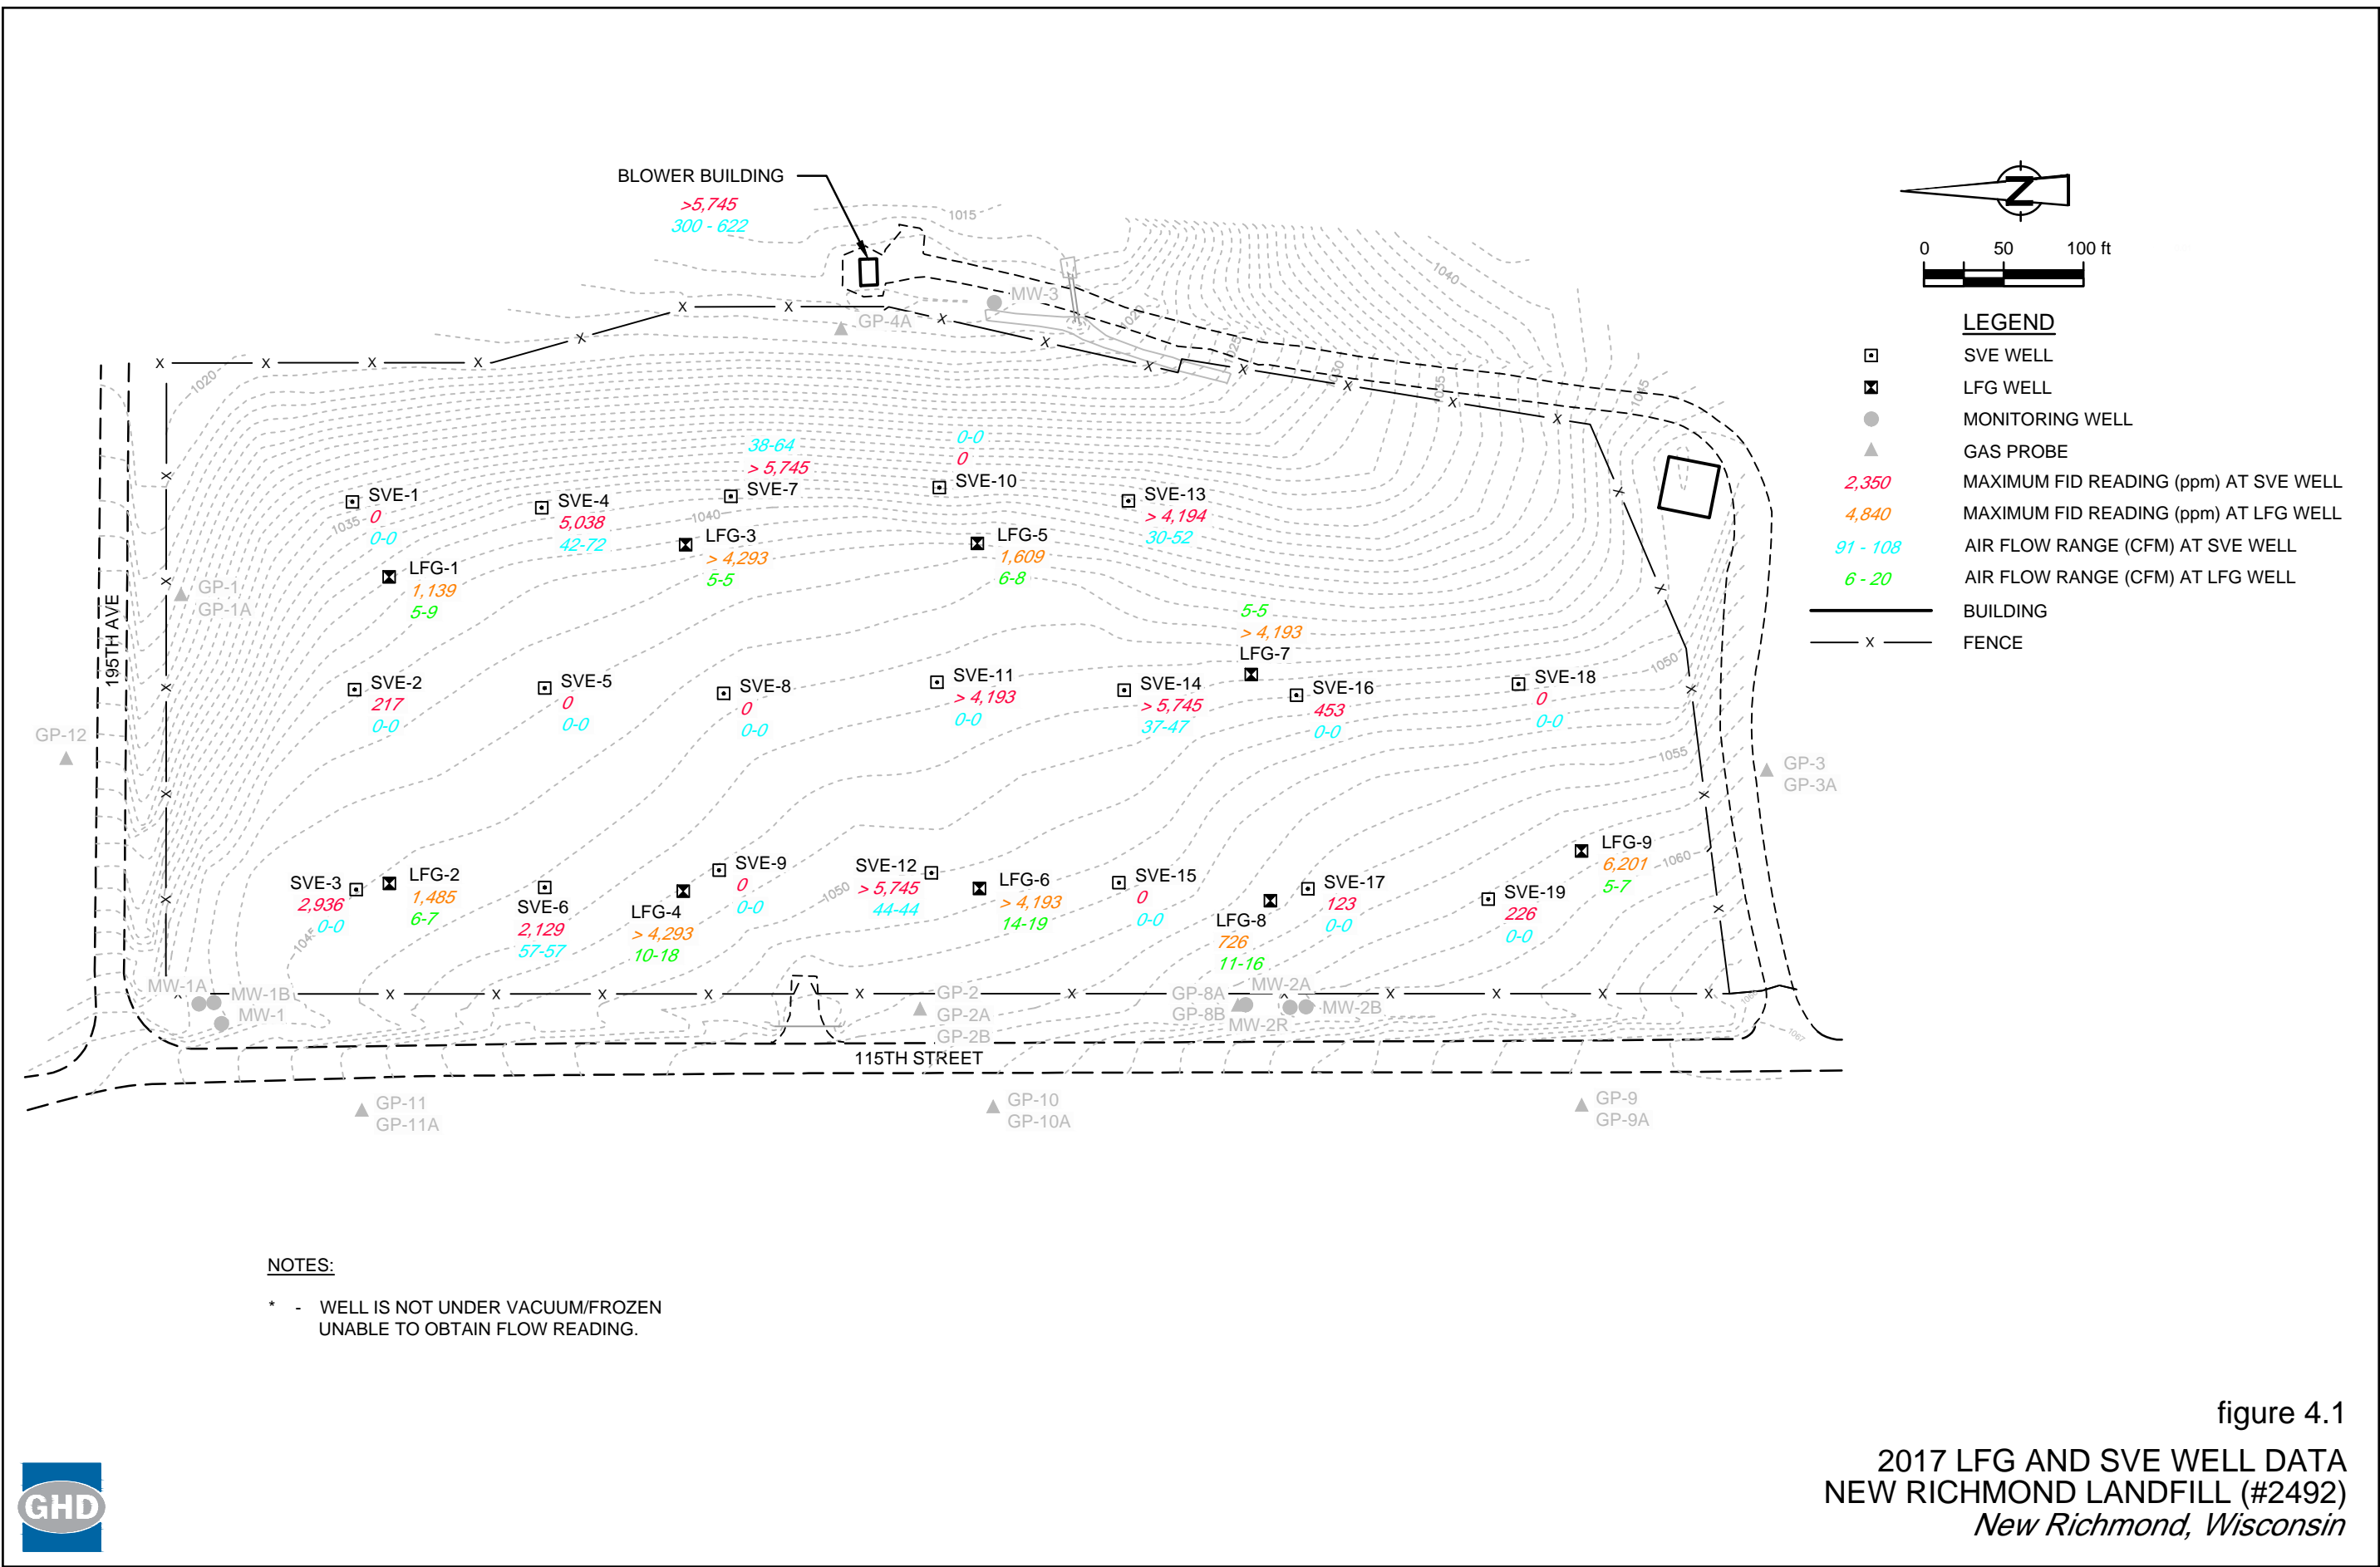 BLOWER BUILDING
>5,745
300 - 622
1015
1040
0 50 100 ft
Z
LEGEND
SVE WELL
LFG WELL
MONITORING WELL
GAS PROBE
2,350 MAXIMUM FID READING (ppm) AT SVE WELL
4,840 MAXIMUM FID READING (ppm) AT LFG WELL
91 - 108 AIR FLOW RANGE (CFM) AT SVE WELL
6 - 20 AIR FLOW RANGE (CFM) AT LFG WELL
BUILDING
X FENCE
MW-3
GP-4A
1020
1020
1025
1030
1035
1045
38-64
> 5,745
SVE-7
0-0
0
SVE-10
SVE-1
0
0-0
1035
SVE-4
5,038
42-72
1040
SVE-13
> 4,194
30-52
LFG-3
> 4,293
5-5
LFG-5
1,609
6-8
LFG-1
1,139
5-9
GP-1
GP-1A
195TH AVE
5-5
> 4,193
LFG-7
1050
SVE-2
217
0-0
SVE-5
0
0-0
SVE-8
0
0-0
SVE-11
> 4,193
0-0
SVE-14
> 5,745
37-47
SVE-16
453
0-0
SVE-18
0
0-0
GP-12
1055
GP-3
GP-3A
SVE-3
2,936
0-0
LFG-2
1,485
6-7
SVE-6
2,129
57-57
LFG-4
> 4,293
10-18
SVE-9
0
0-0
1050
SVE-12
> 5,745
44-44
LFG-6
> 4,193
14-19
SVE-15
0
0-0
LFG-8
726
11-16
SVE-17
123
0-0
SVE-19
226
0-0
LFG-9
6,201
5-7
1060
MW-1A
MW-1B
MW-1
GP-2
GP-2A
GP-2B
GP-8A
GP-8B
MW-2A
MW-2B
MW-2R
1067
115TH STREET
GP-11
GP-11A
GP-10
GP-10A
GP-9
GP-9A
NOTES:
* - WELL IS NOT UNDER VACUUM/FROZEN
UNABLE TO OBTAIN FLOW READING.
figure 4.1
2017 LFG AND SVE WELL DATA
NEW RICHMOND LANDFILL (#2492)
New Richmond, Wisconsin
GHD